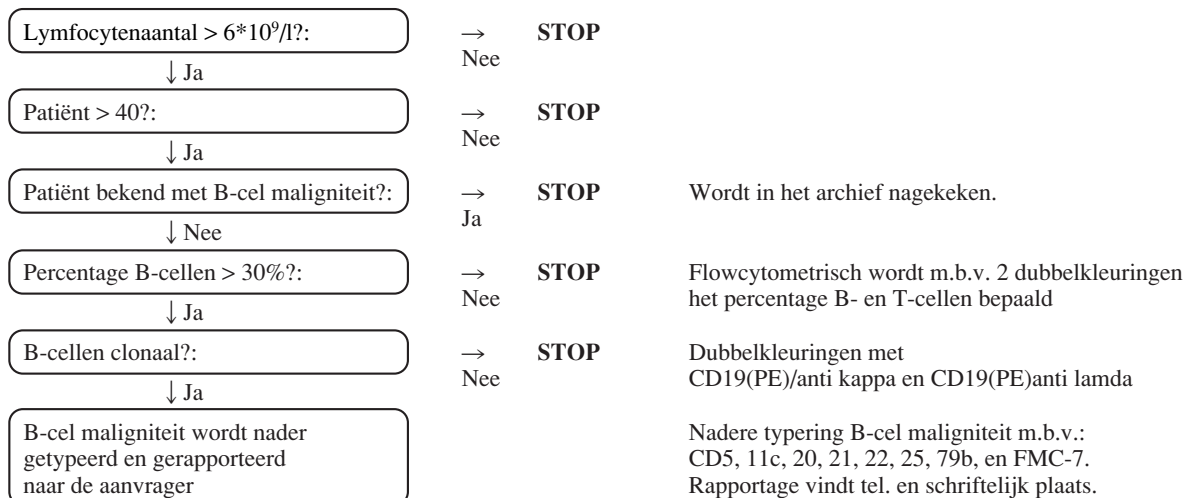 Lymfocytenaantal > 6*10⁹/l?: → STOP
Nee
↓ Ja
Patiënt > 40?: → STOP
Nee
↓ Ja
Patiënt bekend met B-cel maligniteit?: → STOP Wordt in het archief nagekeken.
Ja
↓ Nee
Percentage B-cellen > 30%?: → STOP Flowcytometrisch wordt m.b.v. 2 dubbelkleuringen
Nee het percentage B- en T-cellen bepaald
↓ Ja
B-cellen clonaal?: → STOP Dubbelkleuringen met
Nee CD19(PE)/anti kappa en CD19(PE)anti lamda
↓ Ja
B-cel maligniteit wordt nader Nadere typering B-cel maligniteit m.b.v.:
getypeerd en gerapporteerd CD5, 11c, 20, 21, 22, 25, 79b, en FMC-7.
naar de aanvrager Rapportage vindt tel. en schriftelijk plaats.